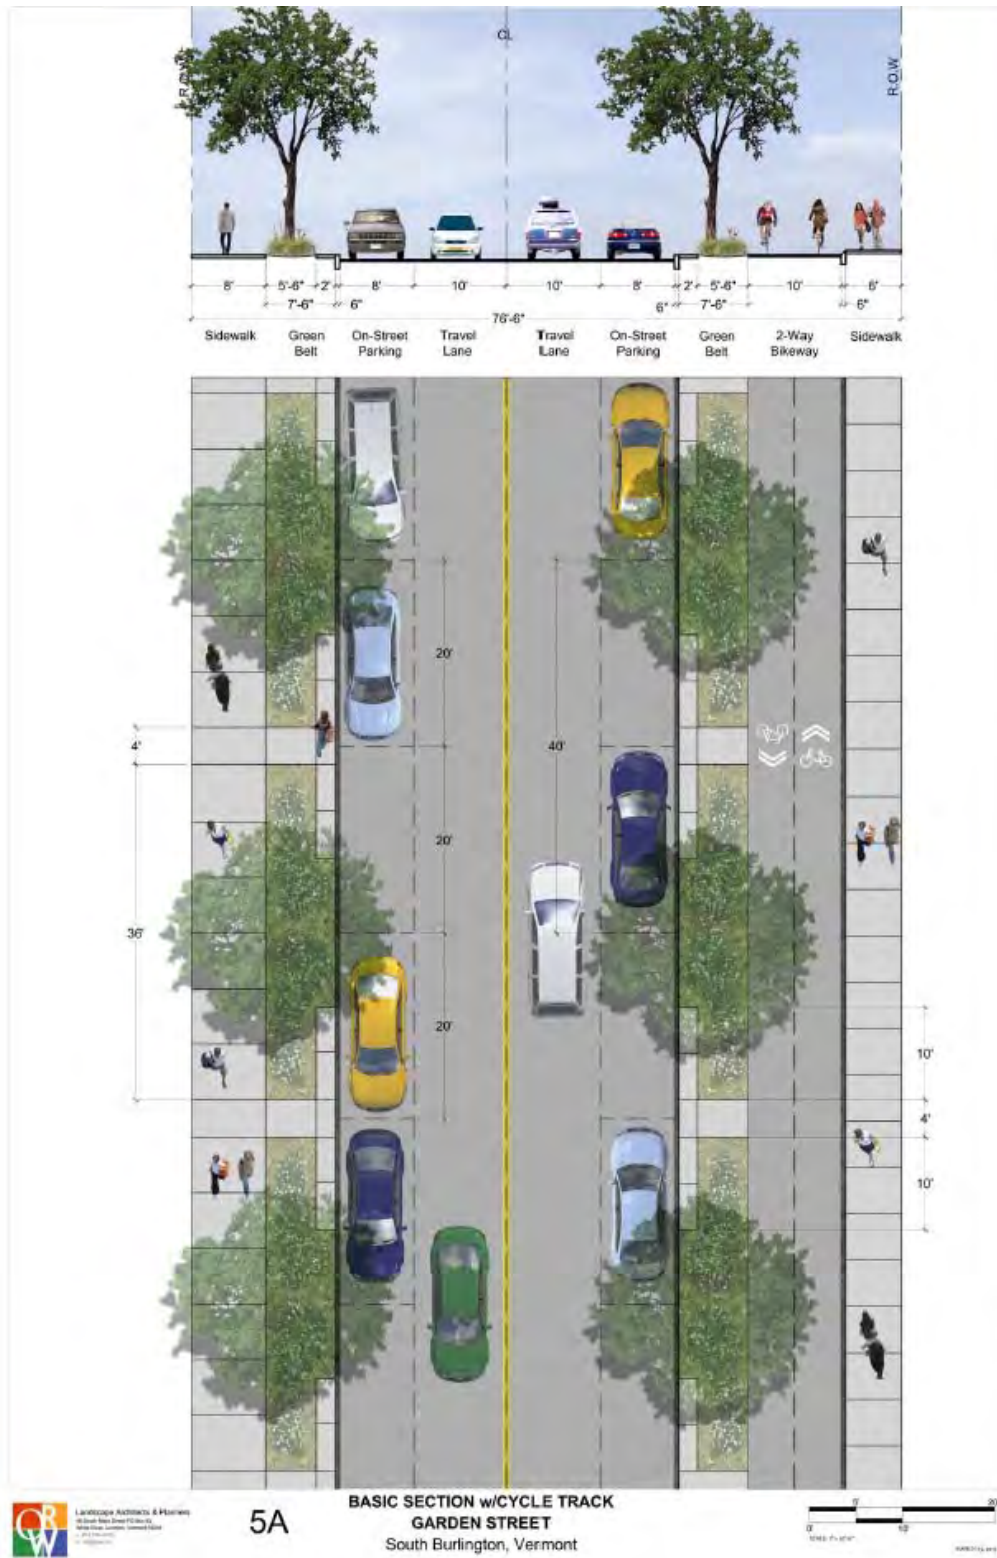 R.O.W
CL
R.O.W
8' 5'-6" 2' 8' 10' 10' 8' 2' 5'-6" 10' 6'
7'-6" 6" 6" 7'-6" 6"
76'-6"
Sidewalk Green Belt On-Street Parking Travel Lane Travel Lane On-Street Parking Green Belt 2-Way Bikeway Sidewalk
20'
4'
40'
20'
36'
20'
10'
4'
10'
ORW
Landscape Architects & Planners
5A
BASIC SECTION w/CYCLE TRACK
GARDEN STREET
South Burlington, Vermont
0' 20'
0' 10'